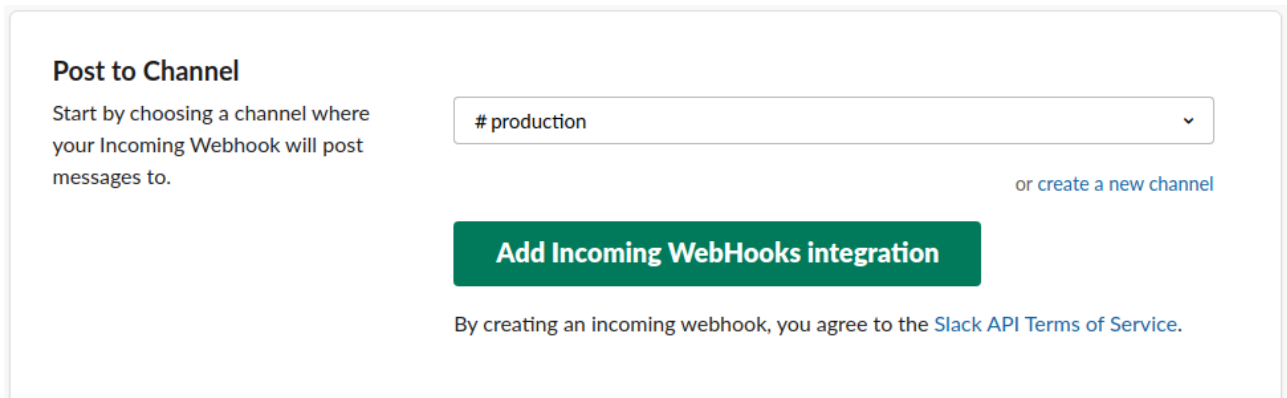 Post to Channel
Start by choosing a channel where
your Incoming Webhook will post
messages to.
# production
or create a new channel
Add Incoming WebHooks integration
By creating an incoming webhook, you agree to the Slack API Terms of Service.